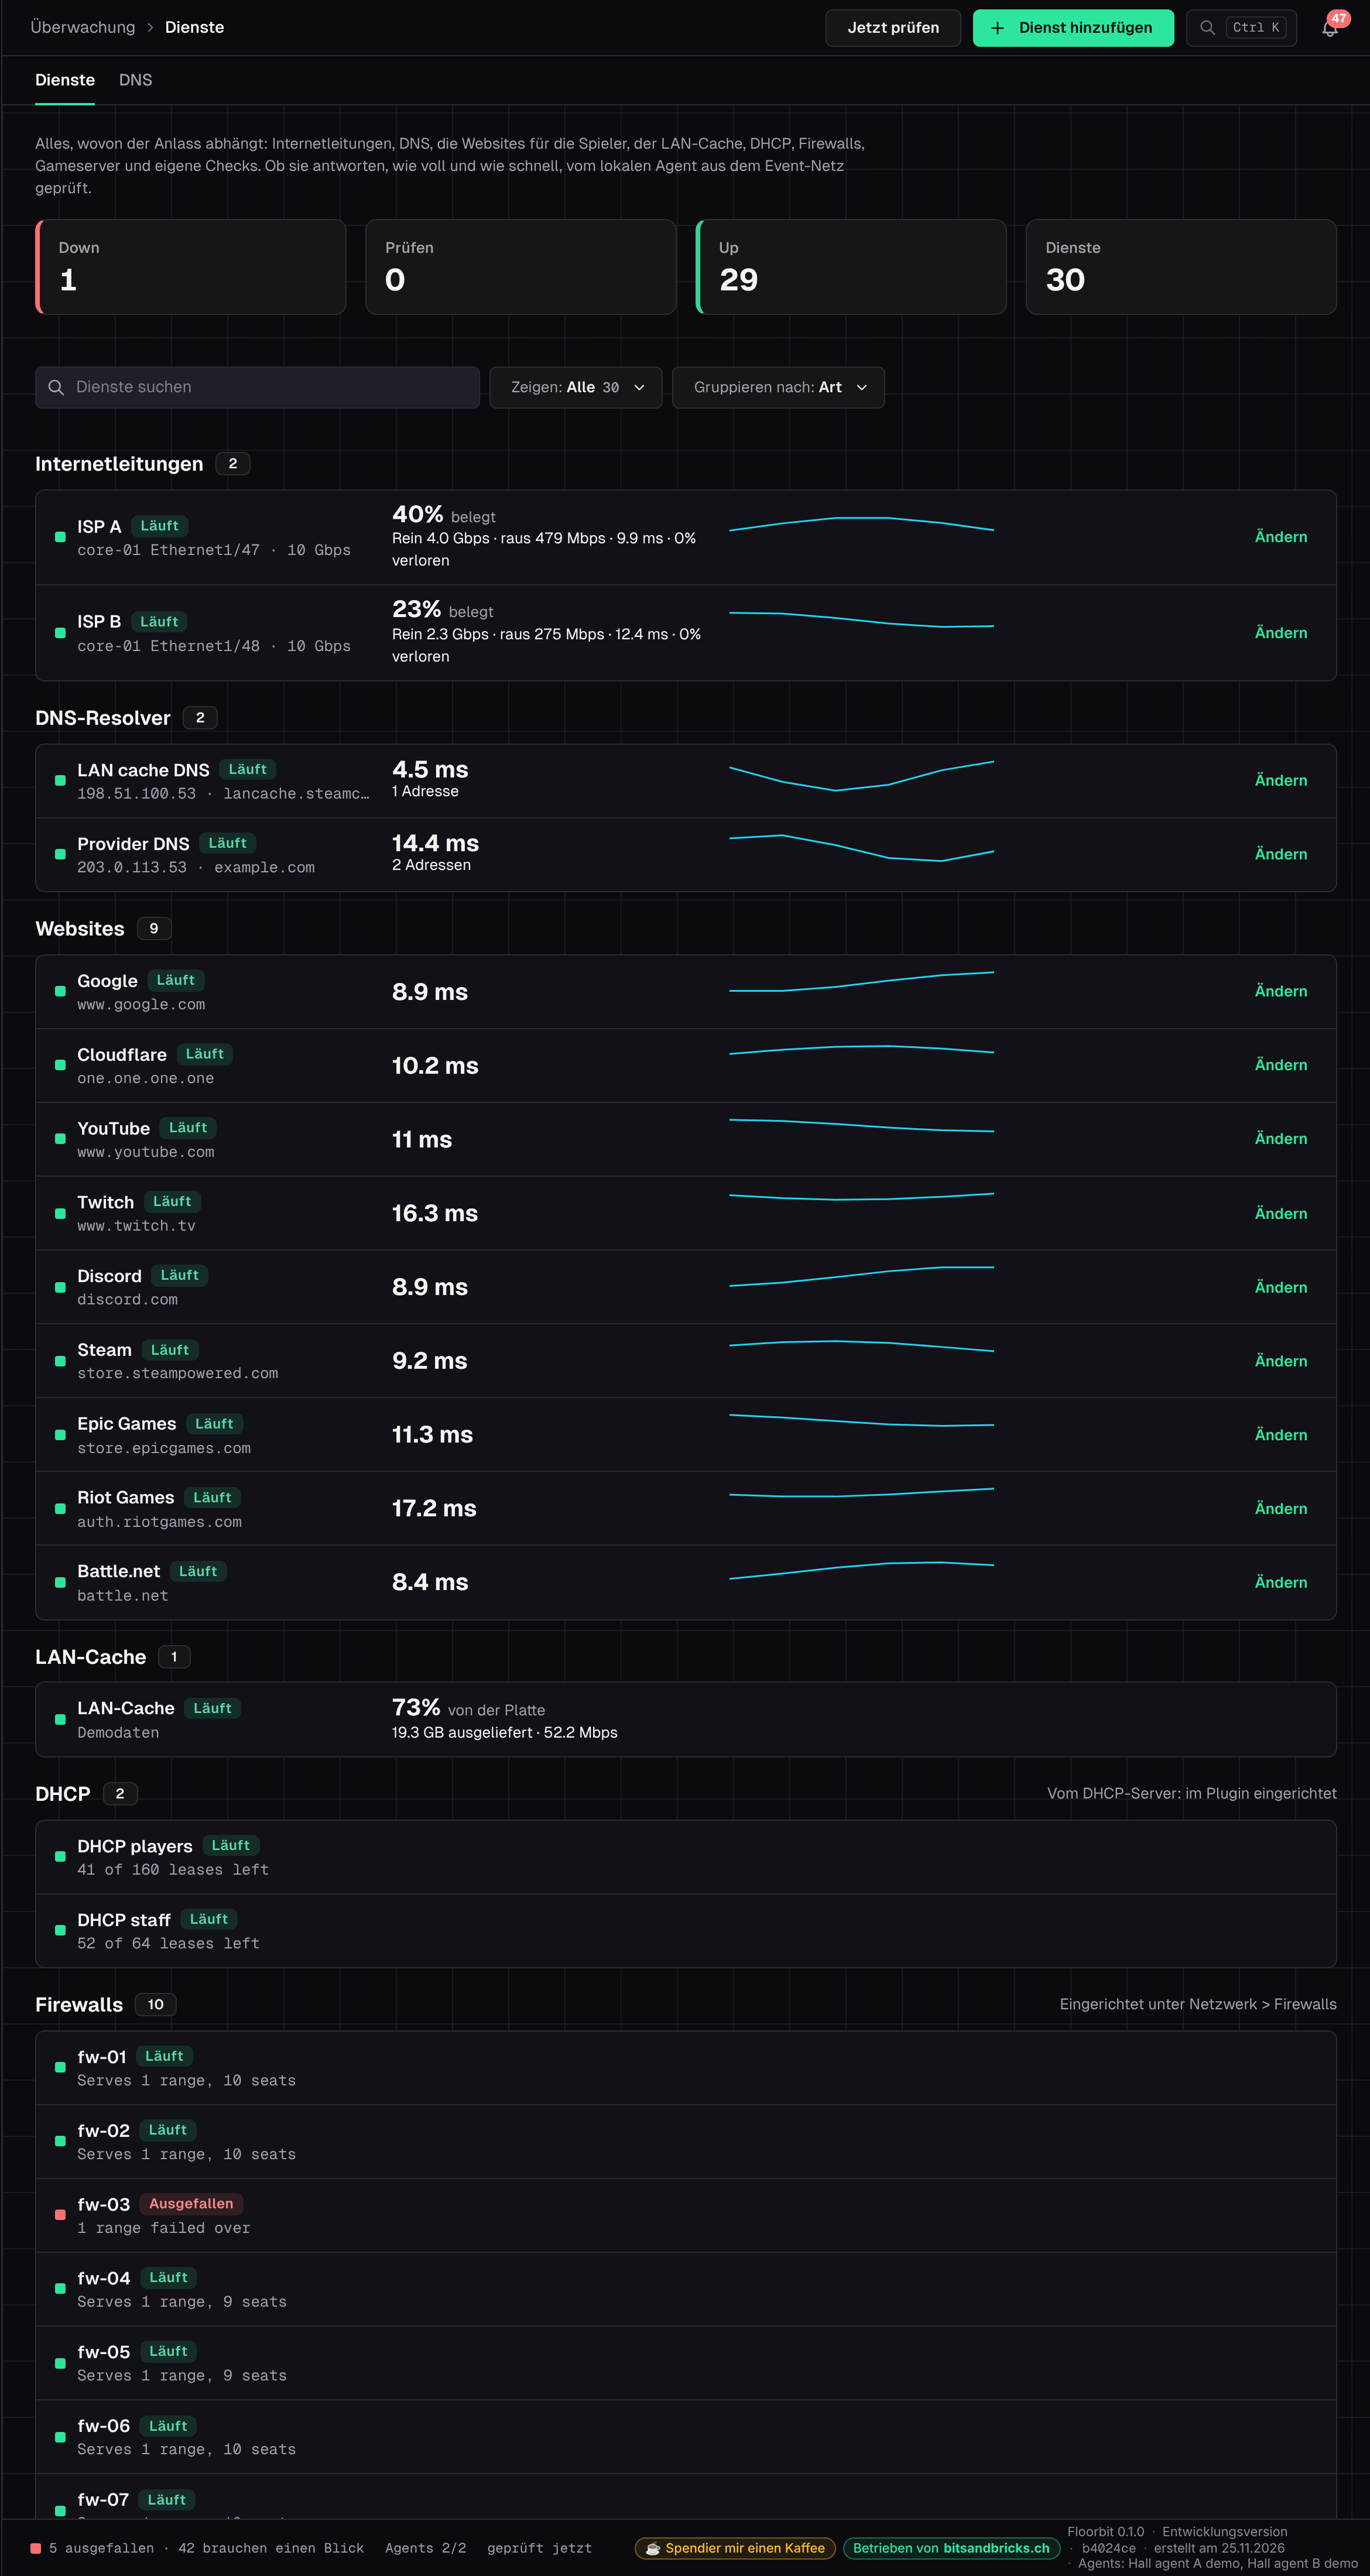 Überwachung > Dienste
Jetzt prüfen
+ Dienst hinzufügen
Ctrl K
47
Dienste
DNS
Alles, wovon der Anlass abhängt: Internetleitungen, DNS, die Websites für die Spieler, der LAN-Cache, DHCP, Firewalls,
Gameserver und eigene Checks. Ob sie antworten, wie voll und wie schnell, vom lokalen Agent aus dem Event-Netz
geprüft.
Down
1
Prüfen
0
Up
29
Dienste
30
Dienste suchen
Zeigen: Alle 30
Gruppieren nach: Art
Internetleitungen 2
ISP A Läuft
core-01 Ethernet1/47 · 10 Gbps
40% belegt
Rein 4.0 Gbps · raus 479 Mbps · 9.9 ms · 0%
verloren
Ändern
ISP B Läuft
core-01 Ethernet1/48 · 10 Gbps
23% belegt
Rein 2.3 Gbps · raus 275 Mbps · 12.4 ms · 0%
verloren
Ändern
DNS-Resolver 2
LAN cache DNS Läuft
198.51.100.53 · lancache.steamc…
4.5 ms
1 Adresse
Ändern
Provider DNS Läuft
203.0.113.53 · example.com
14.4 ms
2 Adressen
Ändern
Websites 9
Google Läuft
www.google.com
8.9 ms
Ändern
Cloudflare Läuft
one.one.one.one
10.2 ms
Ändern
YouTube Läuft
www.youtube.com
11 ms
Ändern
Twitch Läuft
www.twitch.tv
16.3 ms
Ändern
Discord Läuft
discord.com
8.9 ms
Ändern
Steam Läuft
store.steampowered.com
9.2 ms
Ändern
Epic Games Läuft
store.epicgames.com
11.3 ms
Ändern
Riot Games Läuft
auth.riotgames.com
17.2 ms
Ändern
Battle.net Läuft
battle.net
8.4 ms
Ändern
LAN-Cache 1
LAN-Cache Läuft
Demodaten
73% von der Platte
19.3 GB ausgeliefert · 52.2 Mbps
DHCP 2
Vom DHCP-Server: im Plugin eingerichtet
DHCP players Läuft
41 of 160 leases left
DHCP staff Läuft
52 of 64 leases left
Firewalls 10
Eingerichtet unter Netzwerk > Firewalls
fw-01 Läuft
Serves 1 range, 10 seats
fw-02 Läuft
Serves 1 range, 10 seats
fw-03 Ausgefallen
1 range failed over
fw-04 Läuft
Serves 1 range, 9 seats
fw-05 Läuft
Serves 1 range, 9 seats
fw-06 Läuft
Serves 1 range, 10 seats
fw-07 Läuft
5 ausgefallen · 42 brauchen einen Blick
Agents 2/2
geprüft jetzt
☕ Spendier mir einen Kaffee
Betrieben von bitsandbricks.ch
Floorbit 0.1.0 · Entwicklungsversion
· b4024ce · erstellt am 25.11.2026
· Agents: Hall agent A demo, Hall agent B demo